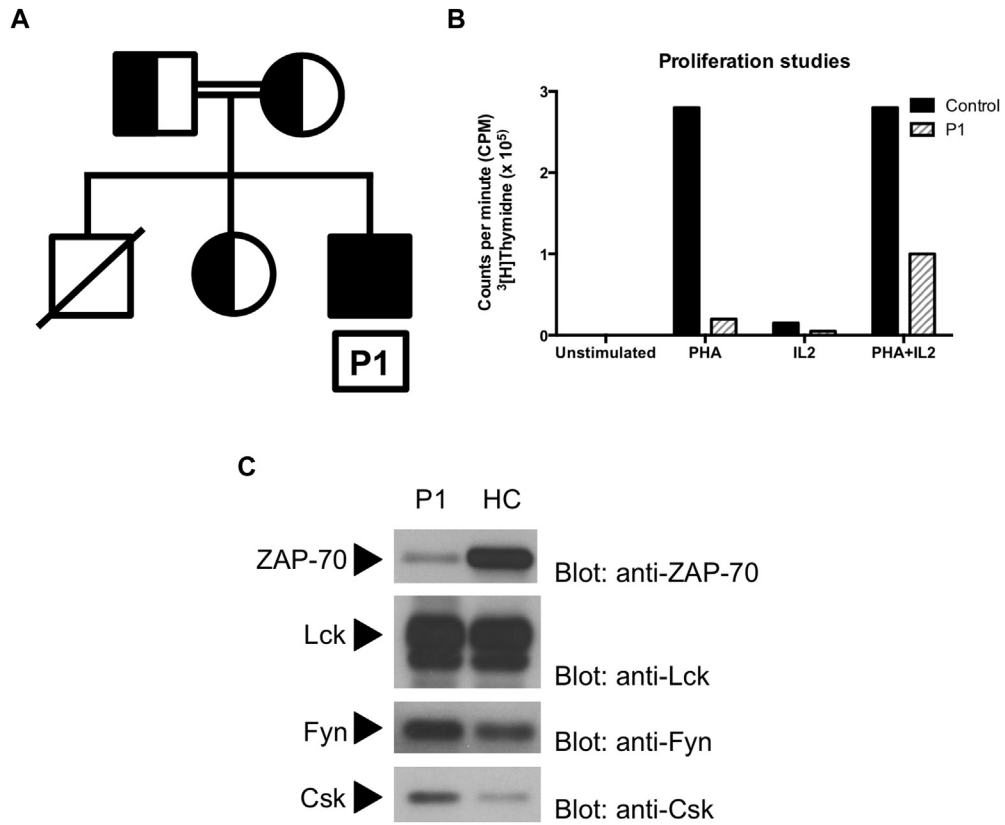 A
P1
B
Proliferation studies
Counts per minute (CPM)
³[H]Thymidne (x 10⁵)
3
2
1
0
Control
P1
Unstimulated PHA IL2 PHA+IL2
C
P1 HC
ZAP-70 Blot: anti-ZAP-70
Lck Blot: anti-Lck
Fyn Blot: anti-Fyn
Csk Blot: anti-Csk